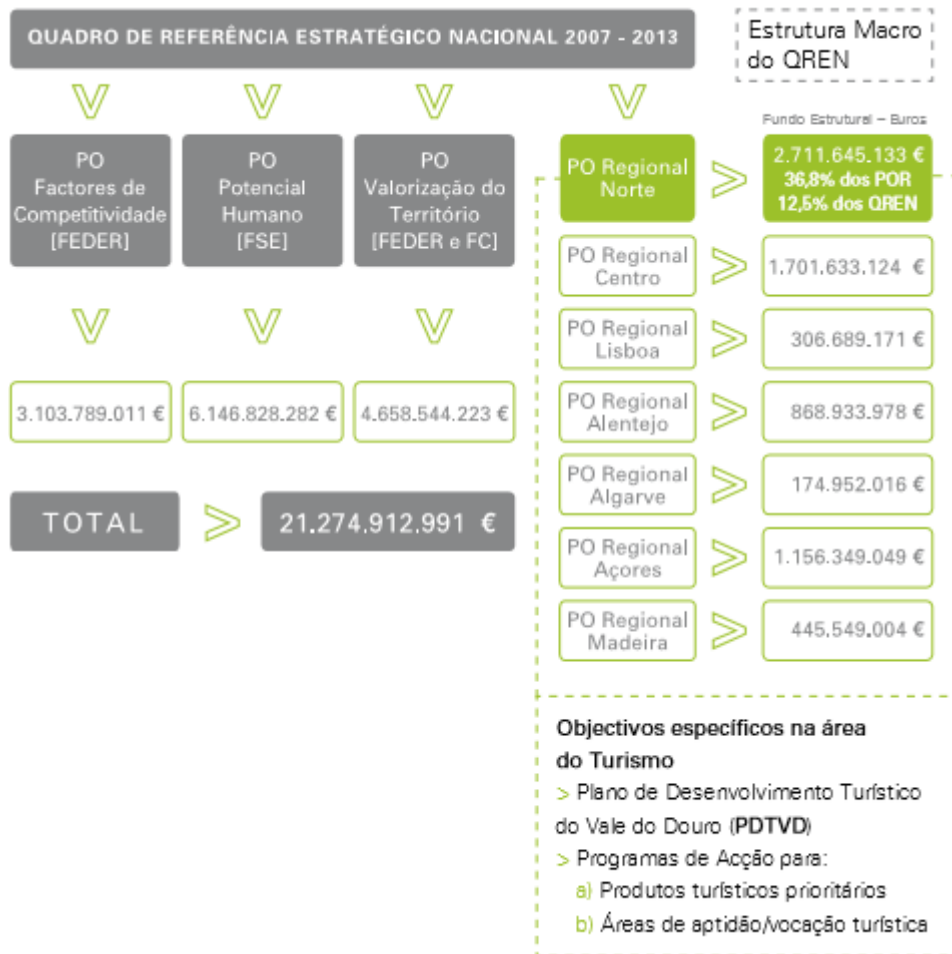 QUADRO DE REFERÊNCIA ESTRATÉGICO NACIONAL 2007 - 2013
Estrutura Macro
do QREN
Fundo Estrutural – Euros
PO
Factores de
Competitividade
[FEDER]
PO
Potencial
Humano
[FSE]
PO
Valorização do
Território
[FEDER e FC]
3.103.789.011 €
6.146.828.282 €
4.658.544.223 €
TOTAL > 21.274.912.991 €
PO Regional
Norte
>
2.711.645.133 €
36,8% dos POR
12,5% dos QREN
PO Regional
Centro
>
1.701.633.124 €
PO Regional
Lisboa
>
306.689.171 €
PO Regional
Alentejo
>
868.933.978 €
PO Regional
Algarve
>
174.952.016 €
PO Regional
Açores
>
1.156.349.049 €
PO Regional
Madeira
>
445.549.004 €
Objectivos específicos na área
do Turismo
> Plano de Desenvolvimento Turístico
do Vale do Douro (PDTVD)
> Programas de Acção para:
a) Produtos turísticos prioritários
b) Áreas de aptidão/vocação turística